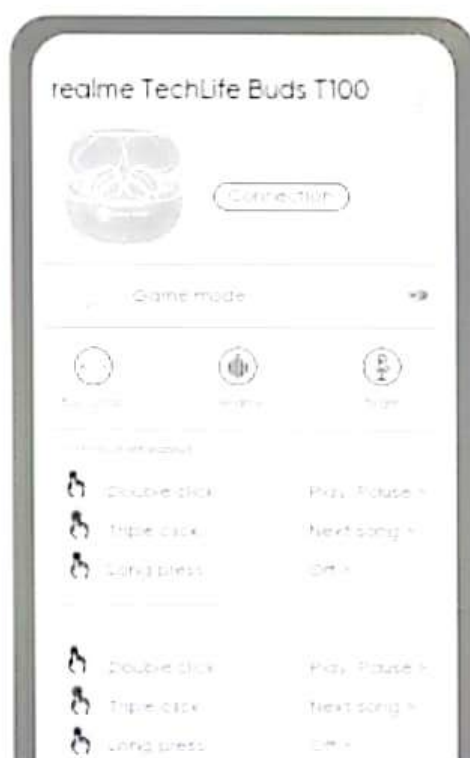 realme TechLife Buds T100
Connection
Game mode
Double click Play / Pause >
Triple click Next song >
Long press Off >
Double click Play / Pause >
Triple click Next song >
Long press Off >